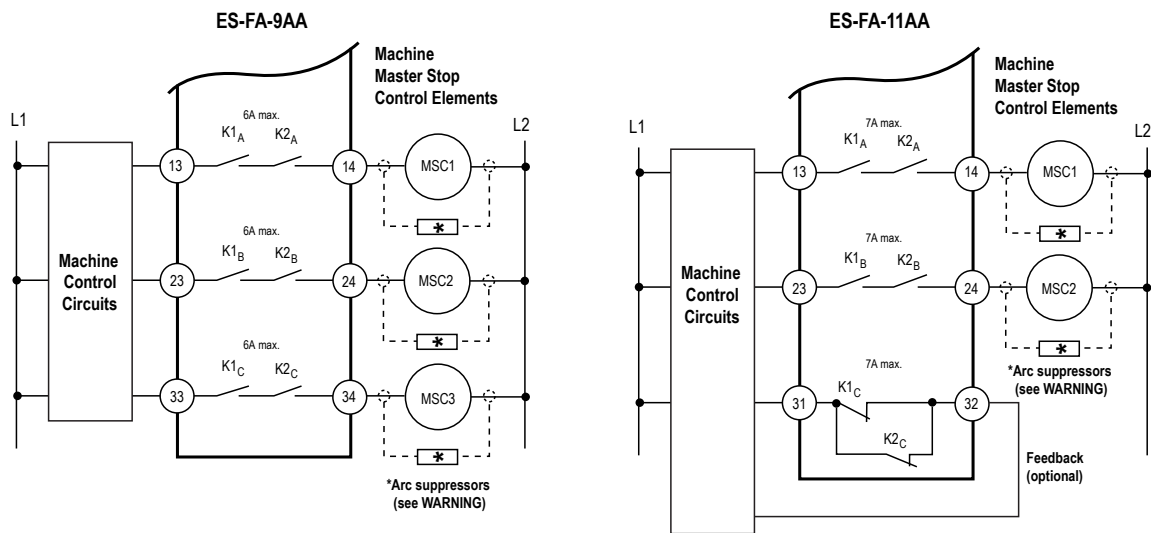 ES-FA-9AA
Machine
Master Stop
Control Elements
L1
L2
6A max.
K1A
K2A
13
14
MSC1
*
Machine
Control
Circuits
6A max.
K1B
K2B
23
24
MSC2
*
6A max.
K1C
K2C
33
34
MSC3
*
*Arc suppressors
(see WARNING)
ES-FA-11AA
Machine
Master Stop
Control Elements
L1
L2
7A max.
K1A
K2A
13
14
MSC1
*
Machine
Control
Circuits
7A max.
K1B
K2B
23
24
MSC2
*
*Arc suppressors
(see WARNING)
7A max.
K1C
31
32
K2C
Feedback
(optional)